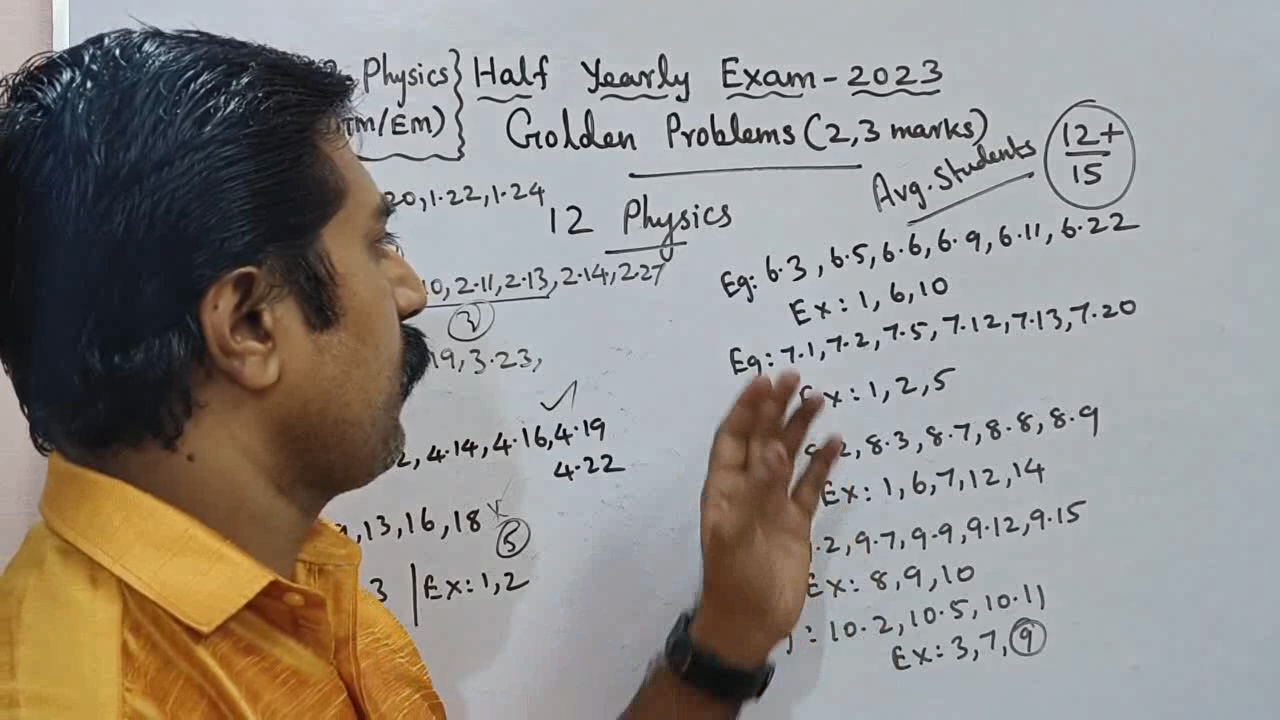 Physics} Half Yearly Exam-2023
TM/EM) Golden Problems (2,3 marks)
Avg. Students 12+/15
20, 1.22, 1.24
12 Physics
10, 2.11, 2.13, 2.14, 2.27
3
19, 3.23,
2, 4.14, 4.16, 4.19
4.22
9, 13, 16, 18
5
3 | Ex: 1, 2
Eg: 6.3, 6.5, 6.6, 6.9, 6.11, 6.22
Ex: 1, 6, 10
Eg: 7.1, 7.2, 7.5, 7.12, 7.13, 7.20
Ex: 1, 2, 5
8.2, 8.3, 8.7, 8.8, 8.9
Ex: 1, 6, 7, 12, 14
.2, 9.7, 9.9, 9.12, 9.15
Ex: 8, 9, 10
: 10.2, 10.5, 10.11
Ex: 3, 7, 9